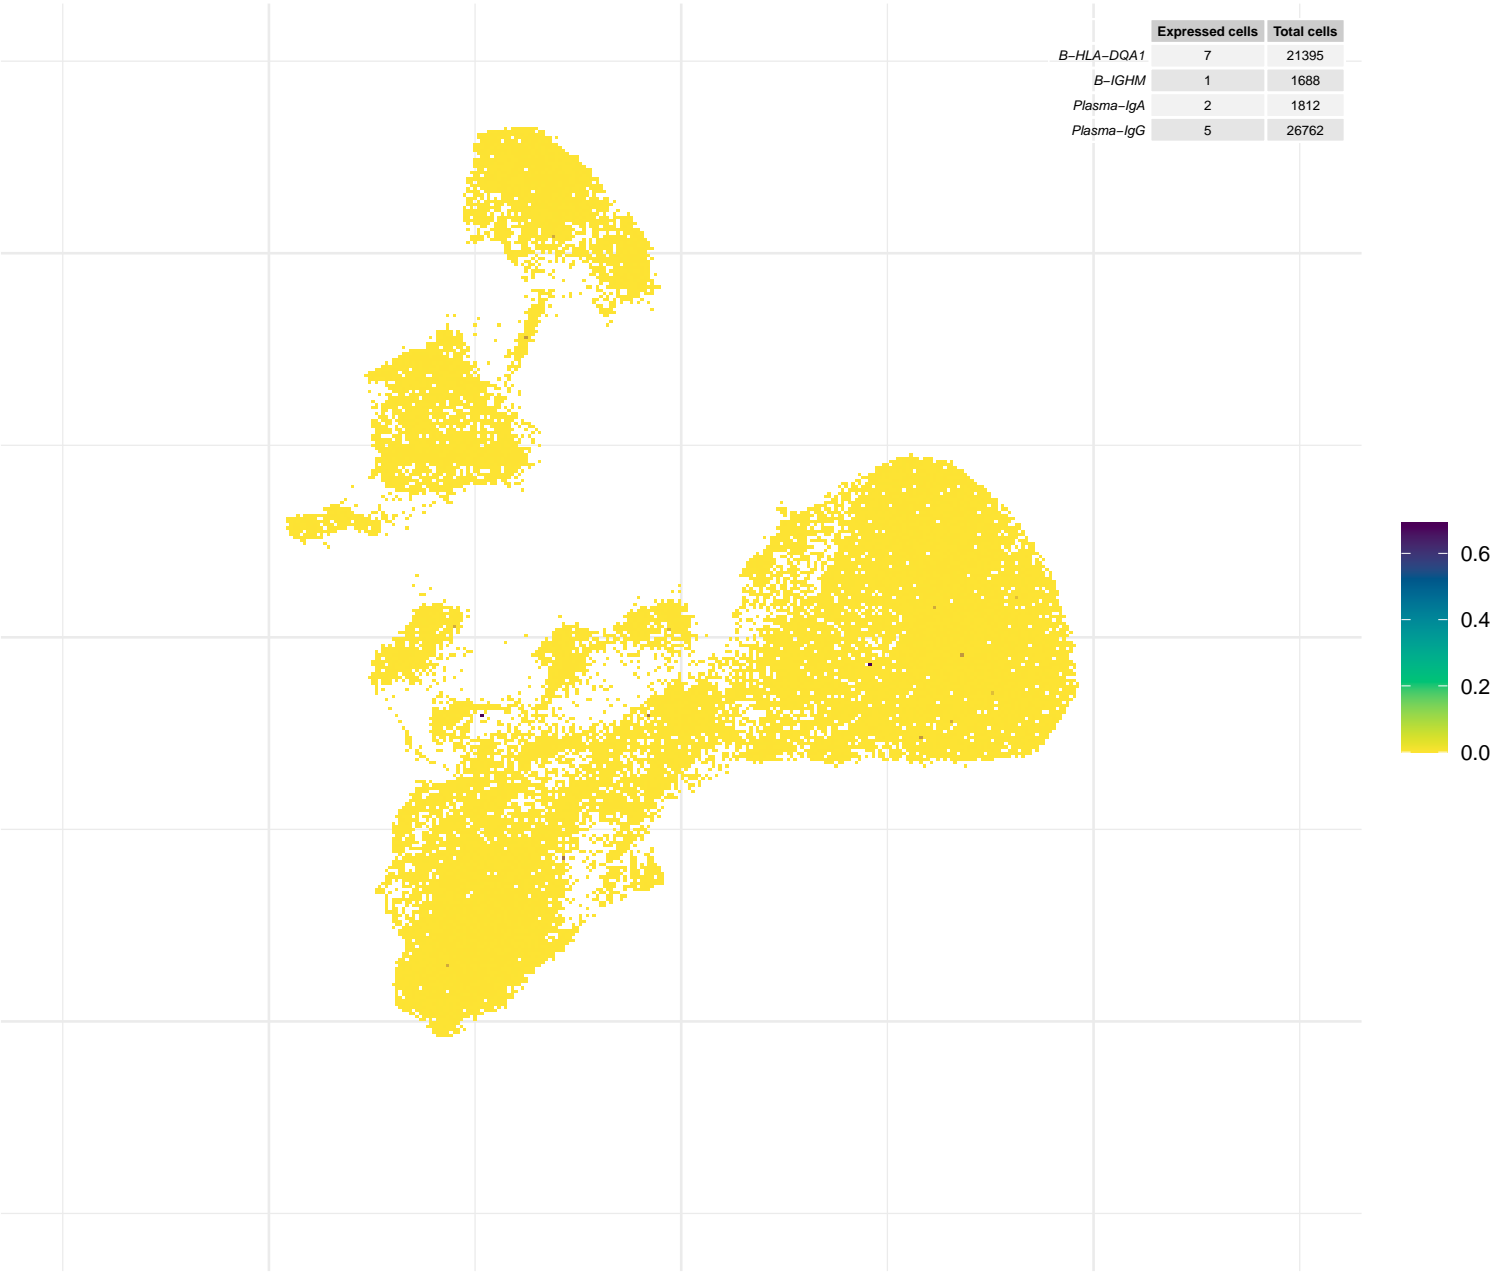 Expressed cells Total cells
B−HLA−DQA1 7 21395
B−IGHM 1 1688
Plasma−IgA 2 1812
Plasma−IgG 5 26762
0.6
0.4
0.2
0.0